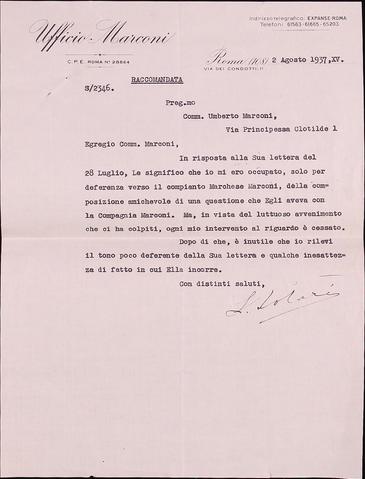 Indirizzo telegrafico: EXPANSE-ROMA
Telefoni: 61563 - 61665 - 65203
Ufficio Marconi
C.P.E. ROMA Nº 28864
Roma (108) 2 Agosto 1937, XV.
VIA DEI CONDOTTI, 11
RACCOMANDATA
S/2346.
Preg.mo
Comm. Umberto Marconi,
Via Principessa Clotilde 1
Egregio Comm. Marconi,
In risposta alla Sua lettera del
28 Luglio, Le significo che io mi ero occupato, solo per
deferenza verso il compianto Marchese Marconi, della com-
posizione amichevole di una questione che Egli aveva con
la Compagnia Marconi. Ma, in vista del luttuoso avvenimento
che ci ha colpiti, ogni mio intervento al riguardo è cessato.
Dopo di che, è inutile che io rilevi
il tono poco deferente della Sua lettera e qualche inesattez-
za di fatto in cui Ella incorre.
Con distinti saluti,
L. Solari